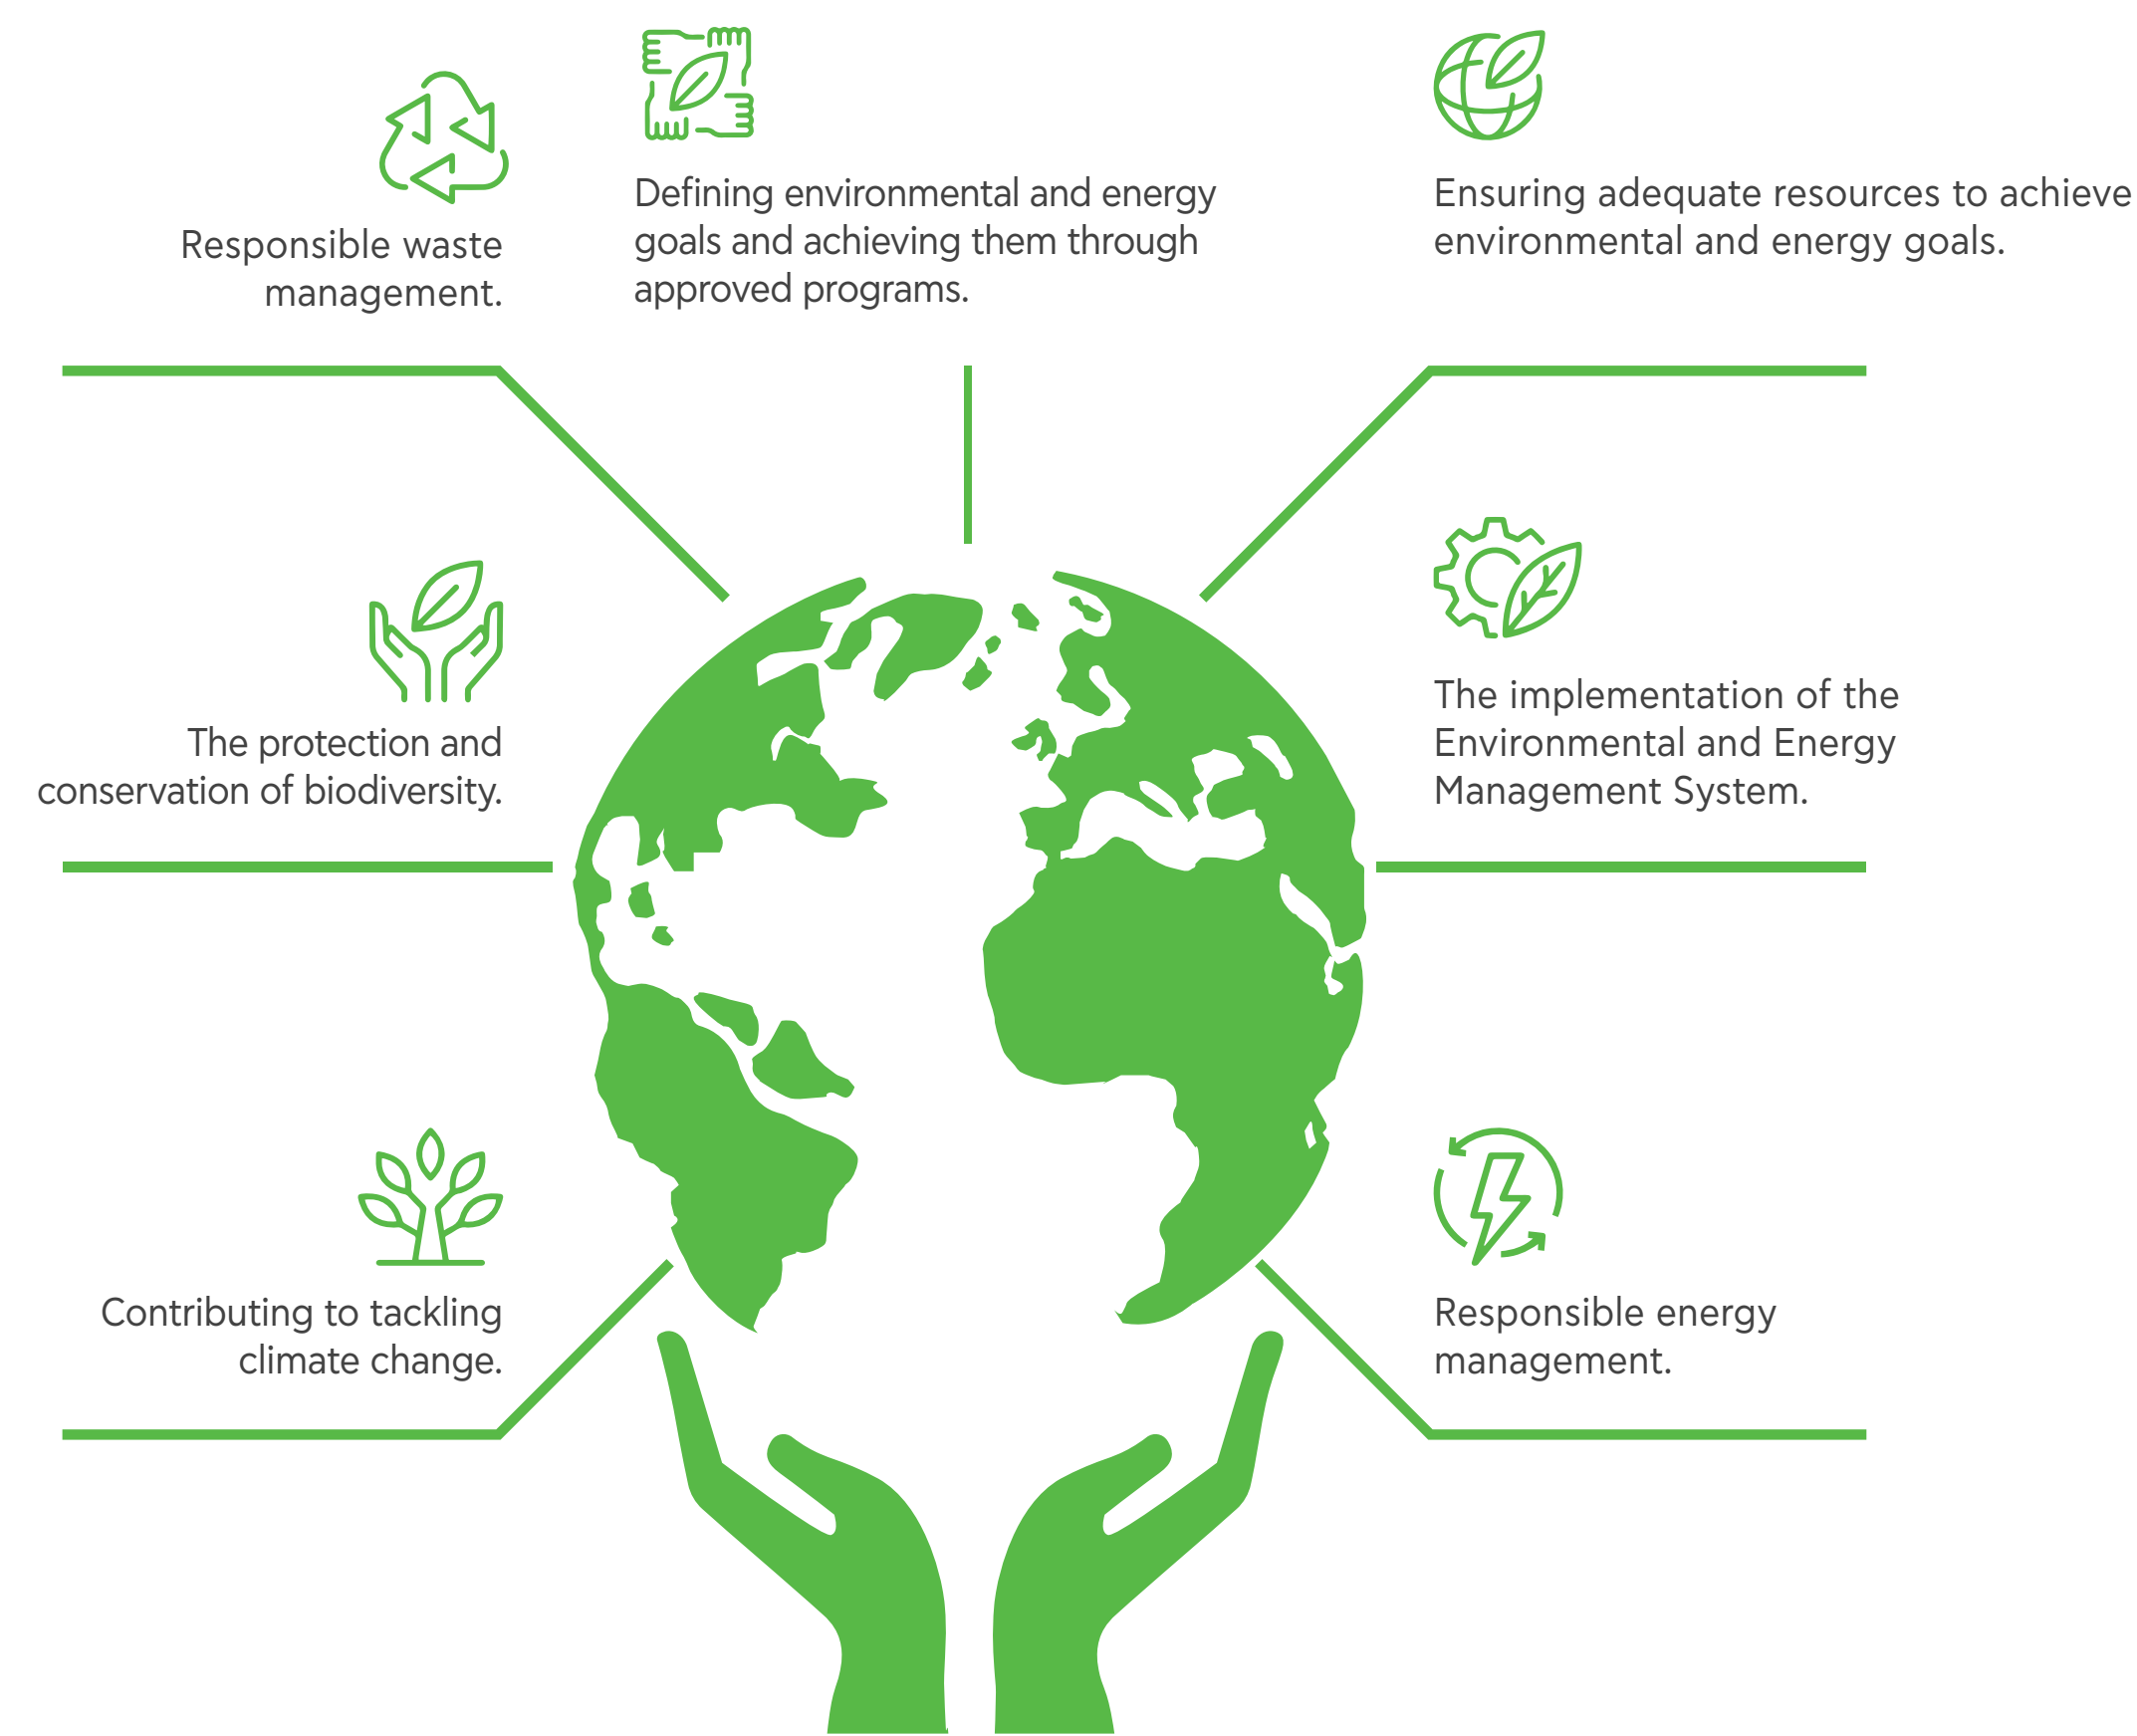 Responsible waste
management.
Defining environmental and energy
goals and achieving them through
approved programs.
Ensuring adequate resources to achieve
environmental and energy goals.
The protection and
conservation of biodiversity.
The implementation of the
Environmental and Energy
Management System.
Contributing to tackling
climate change.
Responsible energy
management.